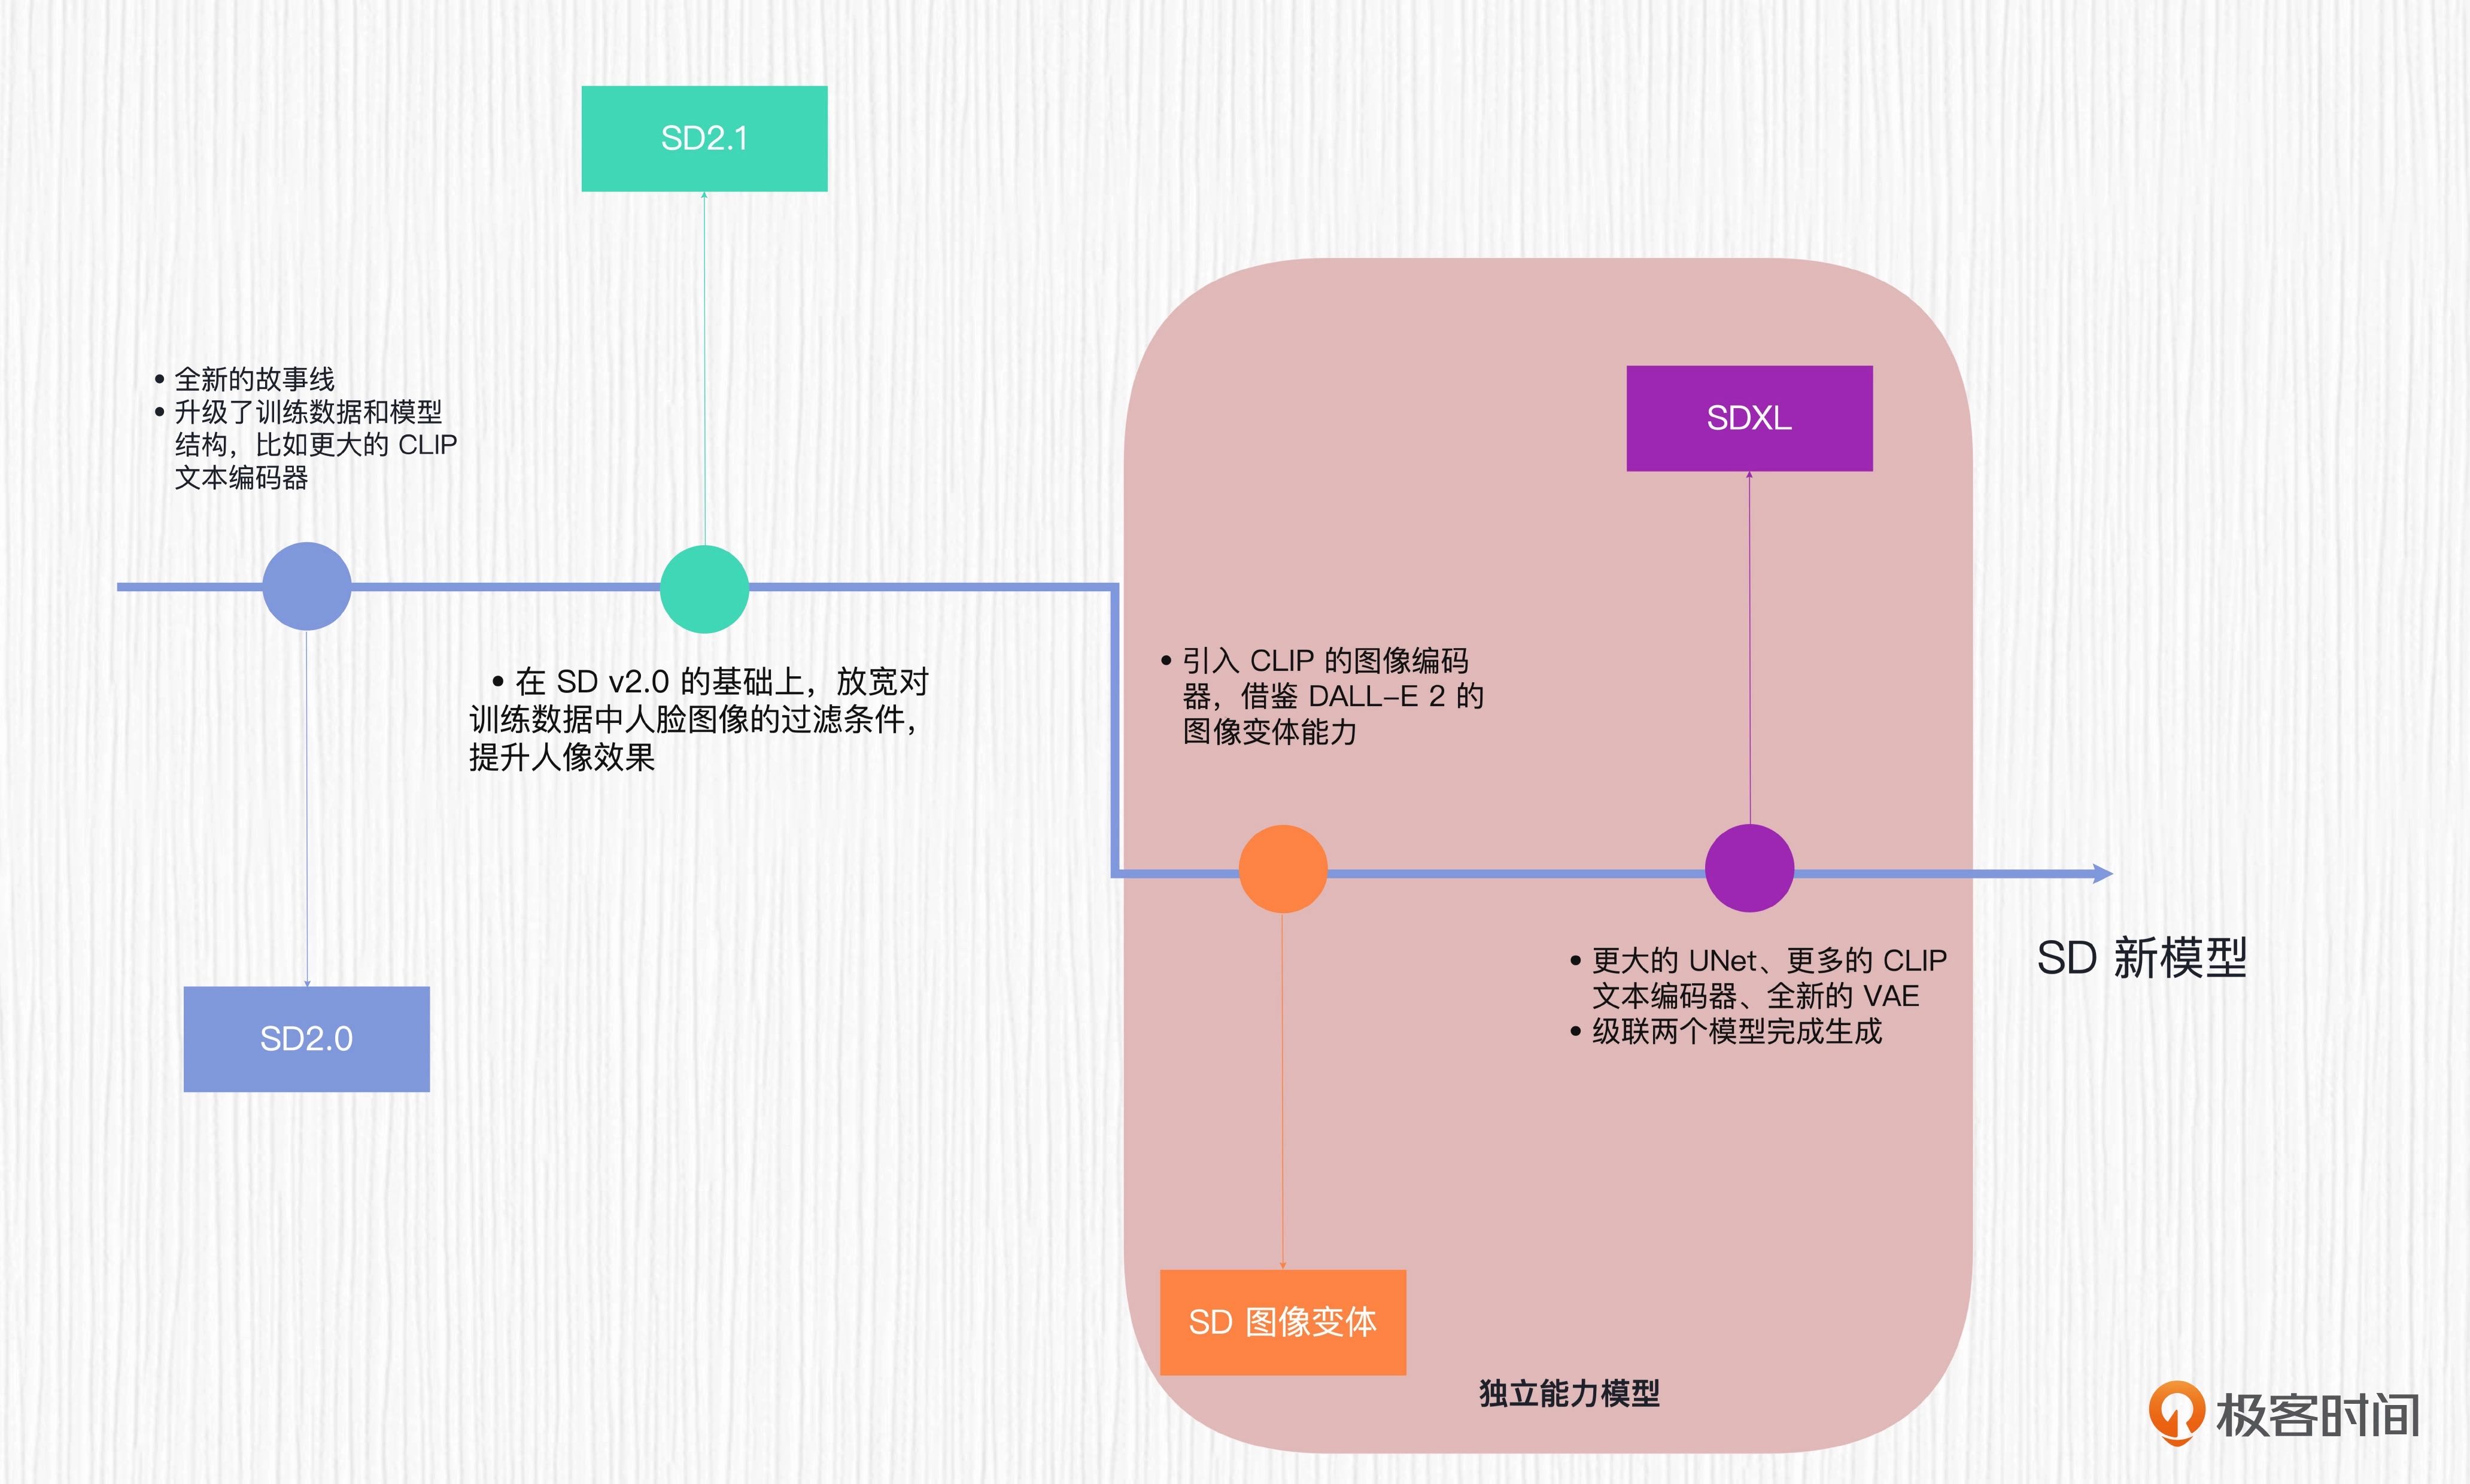 SD2.1
• 全新的故事线
• 升级了训练数据和模型
结构，比如更大的 CLIP
文本编码器
• 在 SD v2.0 的基础上，放宽对
训练数据中人脸图像的过滤条件，
提升人像效果
SD2.0
SDXL
• 引入 CLIP 的图像编码
器，借鉴 DALL-E 2 的
图像变体能力
• 更大的 UNet、更多的 CLIP
文本编码器、全新的 VAE
• 级联两个模型完成生成
SD 新模型
SD 图像变体
独立能力模型
极客时间